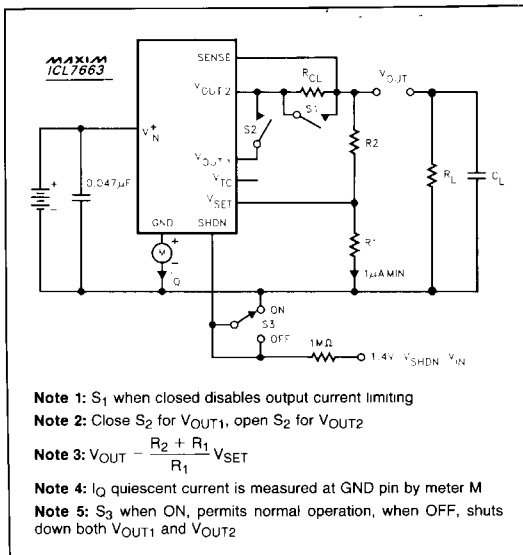 MAXIM
ICL7663
SENSE
VOUT2
RCL
VOUT
S1
S2
V+IN
VOUT1
R2
0.047μF
VTC
RL
CL
VSET
GND
SHDN
M
R1
IQ
1μA MIN
ON
S3
OFF
1MΩ
1.4V VSHDN VIN
Note 1: S1 when closed disables output current limiting
Note 2: Close S2 for VOUT1, open S2 for VOUT2
Note 3: VOUT − R2 + R1 / R1 VSET
Note 4: IQ quiescent current is measured at GND pin by meter M
Note 5: S3 when ON, permits normal operation, when OFF, shuts
down both VOUT1 and VOUT2